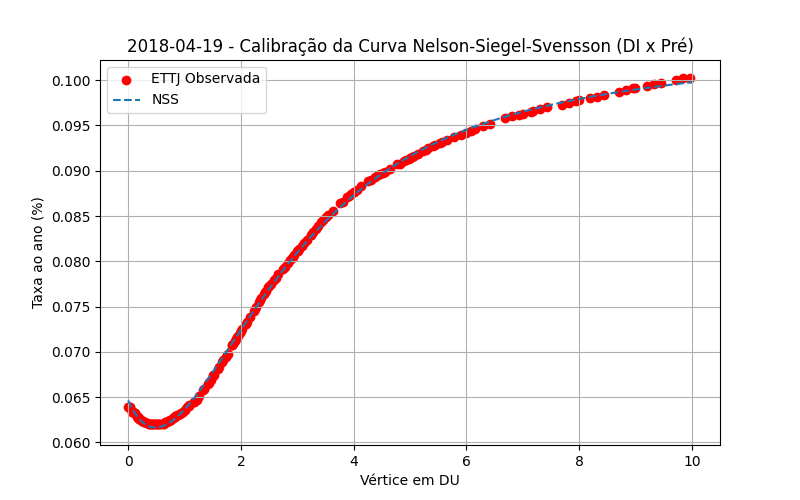 2018-04-19 - Calibração da Curva Nelson-Siegel-Svensson (DI x Pré)
ETTJ Observada
NSS
Taxa ao ano (%)
0.100
0.095
0.090
0.085
0.080
0.075
0.070
0.065
0.060
0 2 4 6 8 10
Vértice em DU